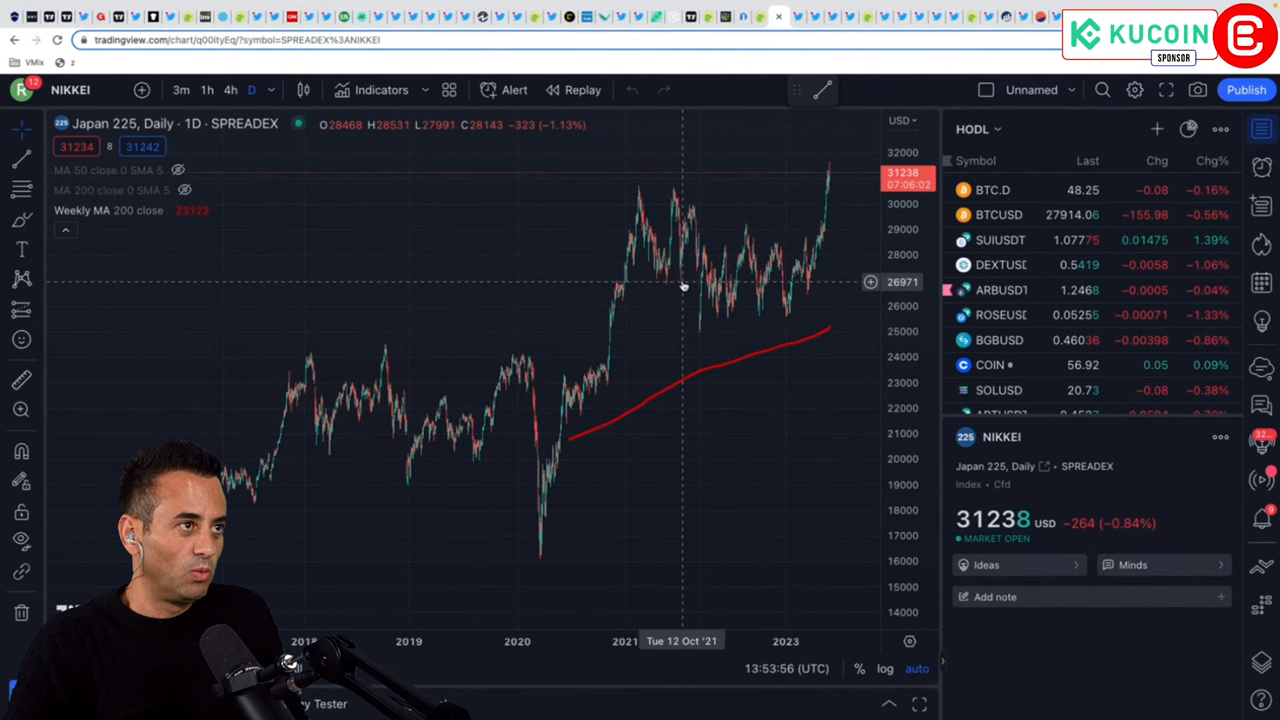 KUCOIN
SPONSOR
tradingview.com/chart/q00ityEq/?symbol=SPREADEX%3ANIKKEI
VMix
z
R
12
NIKKEI
3m 1h 4h D
Indicators
Alert
Replay
Unnamed
Publish
225 Japan 225, Daily · 1D · SPREADEX
O28468 H28531 L27991 C28143 −323 (−1.13%)
31234 8 31242
MA 50 close 0 SMA 5
MA 200 close 0 SMA 5
Weekly MA 200 close 23122
USD
32000
31238
07:06:02
30000
29000
28000
26971
26000
25000
24000
23000
22000
21000
20000
19000
18000
17000
16000
15000
14000
2018 2019 2020 2021 Tue 12 Oct '21 2023
13:53:56 (UTC) % log auto
Tester
HODL
Symbol Last Chg Chg%
BTC.D 48.25 −0.08 −0.16%
BTCUSD 27914.06 −155.98 −0.56%
SUIUSDT 1.07775 0.01475 1.39%
DEXTUSD 0.5419 −0.0058 −1.06%
ARBUSDT 1.2468 −0.0005 −0.04%
ROSEUSD 0.05255 −0.00071 −1.33%
BGBUSD 0.46036 −0.00398 −0.86%
COIN 56.92 0.05 0.09%
SOLUSD 20.73 −0.08 −0.38%
225 NIKKEI
Japan 225, Daily · SPREADEX
Index · Cfd
31238 USD −264 (−0.84%)
MARKET OPEN
Ideas
Minds
Add note
32
9